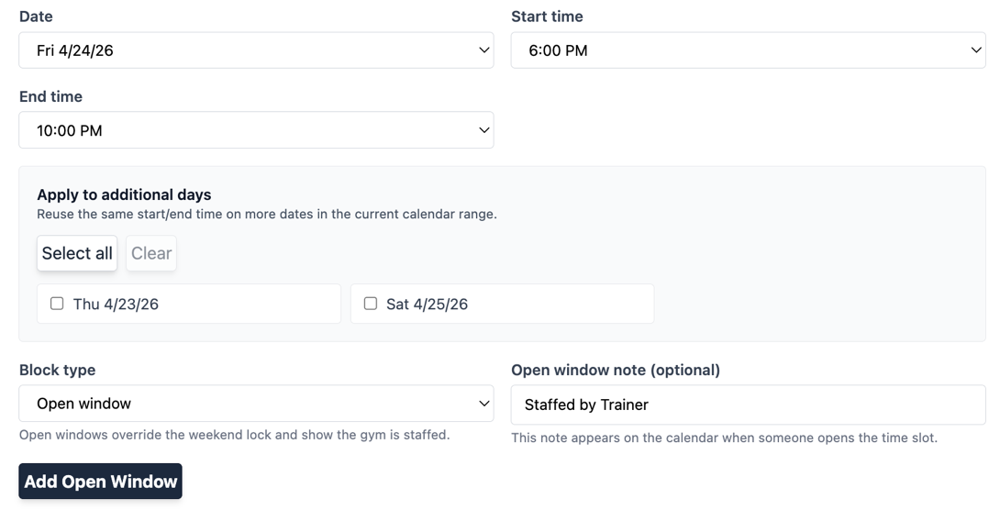 Date
Start time
Fri 4/24/26
6:00 PM
End time
10:00 PM
Apply to additional days
Reuse the same start/end time on more dates in the current calendar range.
Select all
Clear
Thu 4/23/26
Sat 4/25/26
Block type
Open window note (optional)
Open window
Staffed by Trainer
Open windows override the weekend lock and show the gym is staffed.
This note appears on the calendar when someone opens the time slot.
Add Open Window